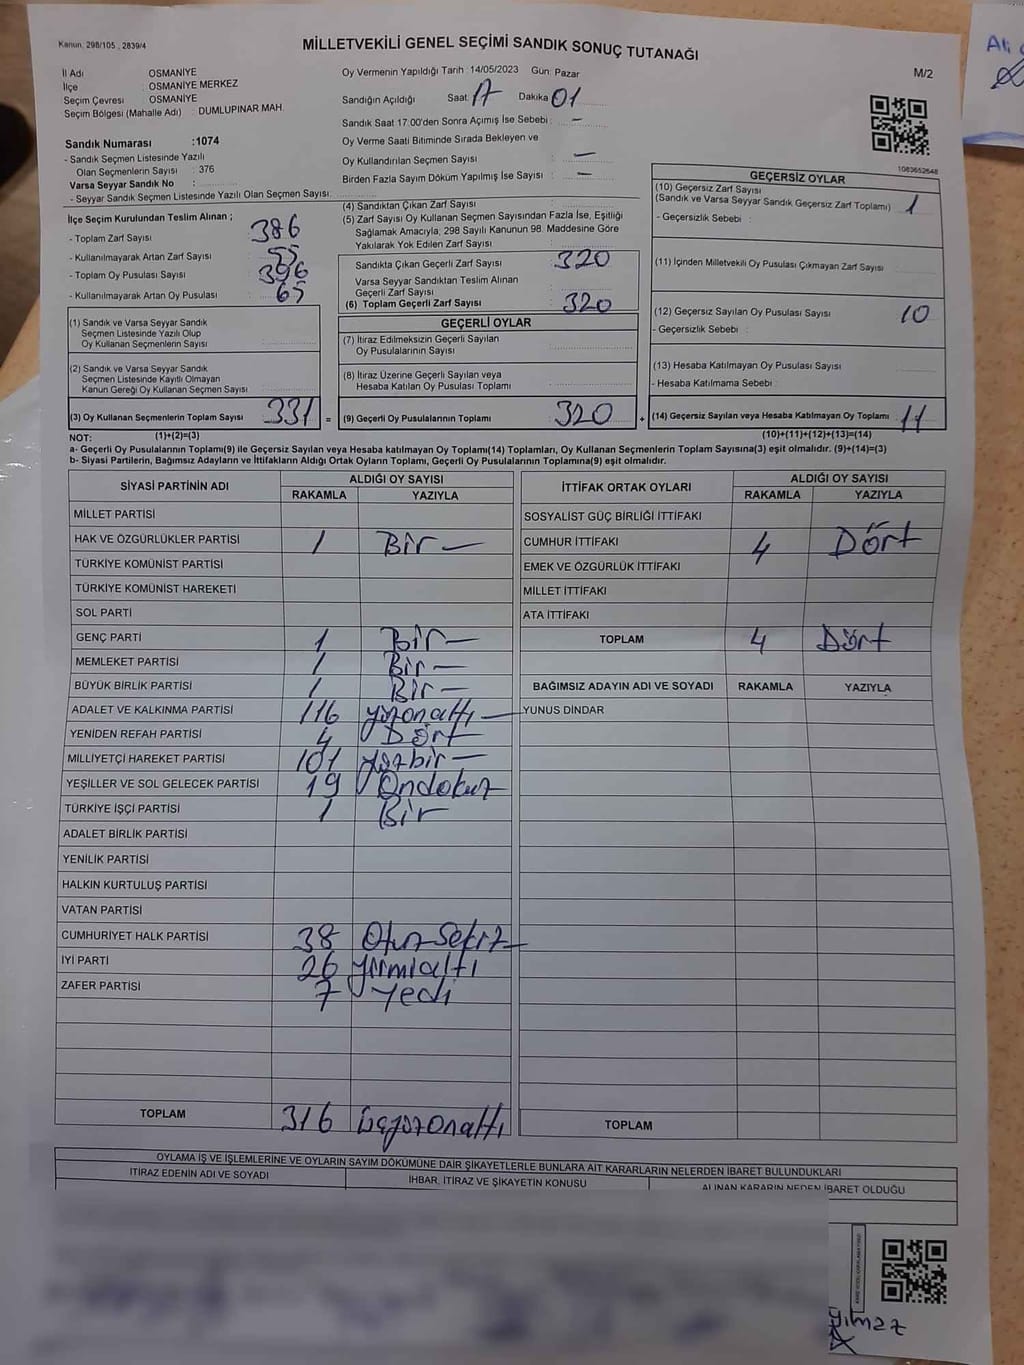 Kanun, 298/105 , 2839/4
MİLLETVEKİLİ GENEL SEÇİMİ SANDIK SONUÇ TUTANAĞI
M/2
İl Adı : OSMANİYE
İlçe : OSMANİYE MERKEZ
Seçim Çevresi : OSMANİYE
Seçim Bölgesi (Mahalle Adı) : DUMLUPINAR MAH.
Sandık Numarası :1074
- Sandık Seçmen Listesinde Yazılı
Olan Seçmenlerin Sayısı : 376
Varsa Seyyar Sandık No :
- Seyyar Sandık Seçmen Listesinde Yazılı Olan Seçmen Sayısı:
Oy Vermenin Yapıldığı Tarih : 14/05/2023 Gün: Pazar
Sandığın Açıldığı Saat 17 Dakika 01
Sandık Saat 17:00'den Sonra Açımış İse Sebebi : -
Oy Verme Saati Bitiminde Sırada Bekleyen ve
Oy Kullandırılan Seçmen Sayısı : -
Birden Fazla Sayım Döküm Yapılmış İse Sayısı : -
1083652648
İlçe Seçim Kurulundan Teslim Alınan ;
- Toplam Zarf Sayısı : 386
- Kullanılmayarak Artan Zarf Sayısı : 55
- Toplam Oy Pusulası Sayısı : 396
- Kullanılmayarak Artan Oy Pusulası : 65
(1) Sandık ve Varsa Seyyar Sandık
Seçmen Listesinde Yazılı Olup
Oy Kullanan Seçmenlerin Sayısı
(2) Sandık ve Varsa Seyyar Sandık
Seçmen Listesinde Kayıtlı Olmayan
Kanun Gereği Oy Kullanan Seçmen Sayısı
(3) Oy Kullanan Seçmenlerin Toplam Sayısı 331 =
(4) Sandıktan Çıkan Zarf Sayısı :
(5) Zarf Sayısı Oy Kullanan Seçmen Sayısından Fazla İse, Eşitliği
Sağlamak Amacıyla, 298 Sayılı Kanunun 98. Maddesine Göre
Yakılarak Yok Edilen Zarf Sayısı :
Sandıkta Çıkan Geçerli Zarf Sayısı : 320
Varsa Seyyar Sandıktan Teslim Alınan
Geçerli Zarf Sayısı :
(6) Toplam Geçerli Zarf Sayısı : 320
GEÇERLİ OYLAR
(7) İtiraz Edilmeksizin Geçerli Sayılan
Oy Pusulalarının Sayısı :
(8) İtiraz Üzerine Geçerli Sayılan veya
Hesaba Katılan Oy Pusulası Toplamı :
(9) Geçerli Oy Pusulalarının Toplamı : 320 +
GEÇERSİZ OYLAR
(10) Geçersiz Zarf Sayısı
(Sandık ve Varsa Seyyar Sandık Geçersiz Zarf Toplamı) : 1
- Geçersizlik Sebebi :
(11) İçinden Milletvekili Oy Pusulası Çıkmayan Zarf Sayısı
(12) Geçersiz Sayılan Oy Pusulası Sayısı : 10
- Geçersizlik Sebebi :
(13) Hesaba Katılmayan Oy Pusulası Sayısı :
- Hesaba Katılmama Sebebi :
(14) Geçersiz Sayılan veya Hesaba Katılmayan Oy Toplamı : 11
NOT: (1)+(2)=(3) (10)+(11)+(12)+(13)=(14)
a- Geçerli Oy Pusulalarının Toplamı(9) ile Geçersiz Sayılan veya Hesaba katılmayan Oy Toplamı(14) Toplamları, Oy Kullanan Seçmenlerin Toplam Sayısına(3) eşit olmalıdır. (9)+(14)=(3)
b- Siyasi Partilerin, Bağımsız Adayların ve İttifakların Aldığı Ortak Oyların Toplamı, Geçerli Oy Pusulalarının Toplamına(9) eşit olmalıdır.
SİYASİ PARTİNİN ADI ALDIĞI OY SAYISI
RAKAMLA YAZIYLA
MİLLET PARTİSİ
HAK VE ÖZGÜRLÜKLER PARTİSİ 1 Bir
TÜRKİYE KOMÜNİST PARTİSİ
TÜRKİYE KOMÜNİST HAREKETİ
SOL PARTİ
GENÇ PARTİ 1 Bir
MEMLEKET PARTİSİ 1 Bir
BÜYÜK BİRLİK PARTİSİ 1 Bir
ADALET VE KALKINMA PARTİSİ 116 yüzonaltı
YENİDEN REFAH PARTİSİ 4 Dört
MİLLİYETÇİ HAREKET PARTİSİ 101 yüzbir
YEŞİLLER VE SOL GELECEK PARTİSİ 19 Ondokuz
TÜRKİYE İŞÇİ PARTİSİ 1 Bir
ADALET BİRLİK PARTİSİ
YENİLİK PARTİSİ
HALKIN KURTULUŞ PARTİSİ
VATAN PARTİSİ
CUMHURİYET HALK PARTİSİ 38 Otuz Sekiz
İYİ PARTİ 26 yirmialtı
ZAFER PARTİSİ 7 yedi
TOPLAM 316 üçyüzonaltı
İTTİFAK ORTAK OYLARI ALDIĞI OY SAYISI
RAKAMLA YAZIYLA
SOSYALİST GÜÇ BİRLİĞİ İTTİFAKI
CUMHUR İTTİFAKI 4 Dört
EMEK VE ÖZGÜRLÜK İTTİFAKI
MİLLET İTTİFAKI
ATA İTTİFAKI
TOPLAM 4 Dört
BAĞIMSIZ ADAYIN ADI VE SOYADI RAKAMLA YAZIYLA
YUNUS DİNDAR
TOPLAM
OYLAMA İŞ VE İŞLEMLERİNE VE OYLARIN SAYIM DÖKÜMÜNE DAİR ŞİKAYETLERLE BUNLARA AİT KARARLARIN NELERDEN İBARET BULUNDUKLARI
İTİRAZ EDENİN ADI VE SOYADI İHBAR, İTİRAZ VE ŞİKAYETİN KONUSU ALINAN KARARIN NEDEN İBARET OLDUĞU
yılmaz